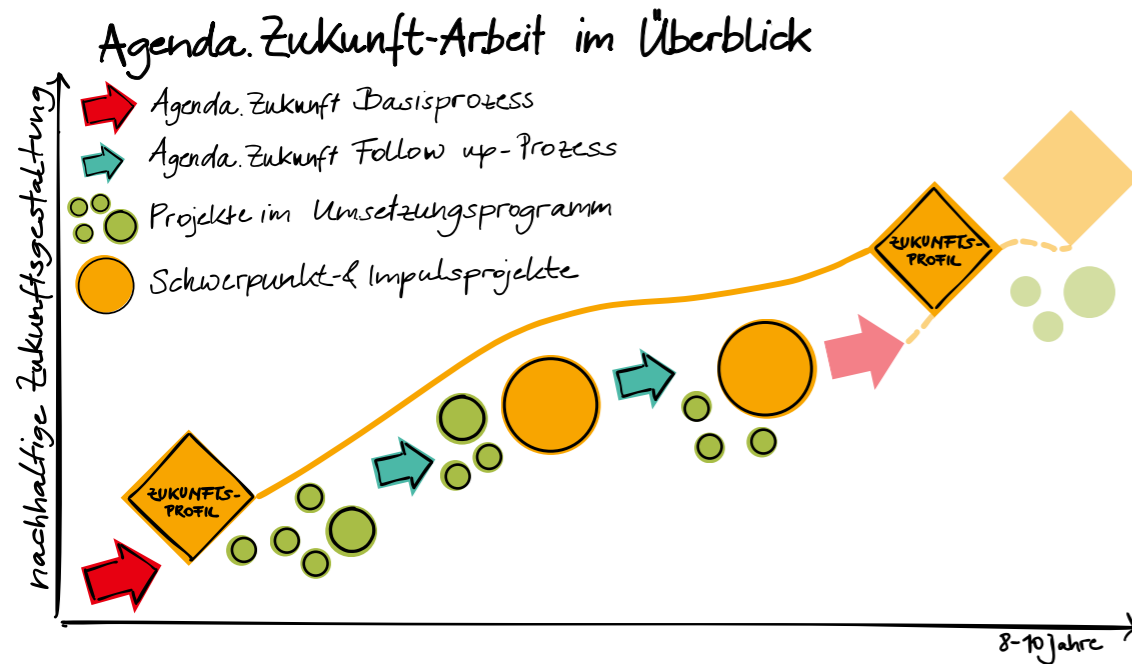 Agenda.Zukunft-Arbeit im Überblick
nachhaltige Zukunftsgestaltung
Agenda.Zukunft Basisprozess
Agenda.Zukunft Follow up-Prozess
Projekte im Umsetzungsprogramm
Schwerpunkt-& Impulsprojekte
ZUKUNFTS-
PROFIL
ZUKUNFTS-
PROFIL
8-10 Jahre